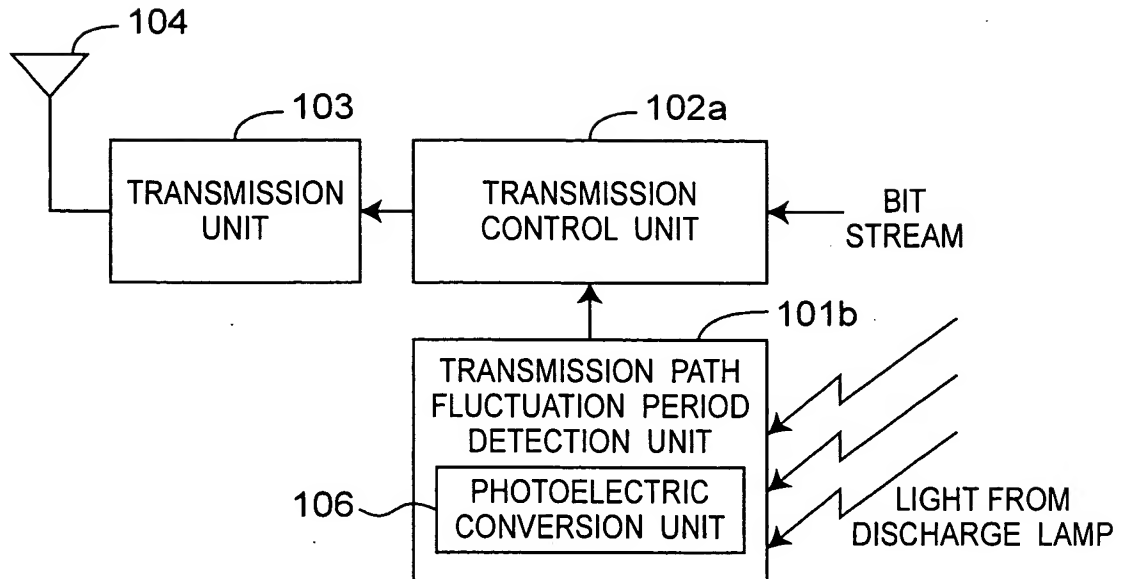 104
103
102a
TRANSMISSION
UNIT
TRANSMISSION
CONTROL UNIT
BIT
STREAM
101b
TRANSMISSION PATH
FLUCTUATION PERIOD
DETECTION UNIT
106
PHOTOELECTRIC
CONVERSION UNIT
LIGHT FROM
DISCHARGE LAMP